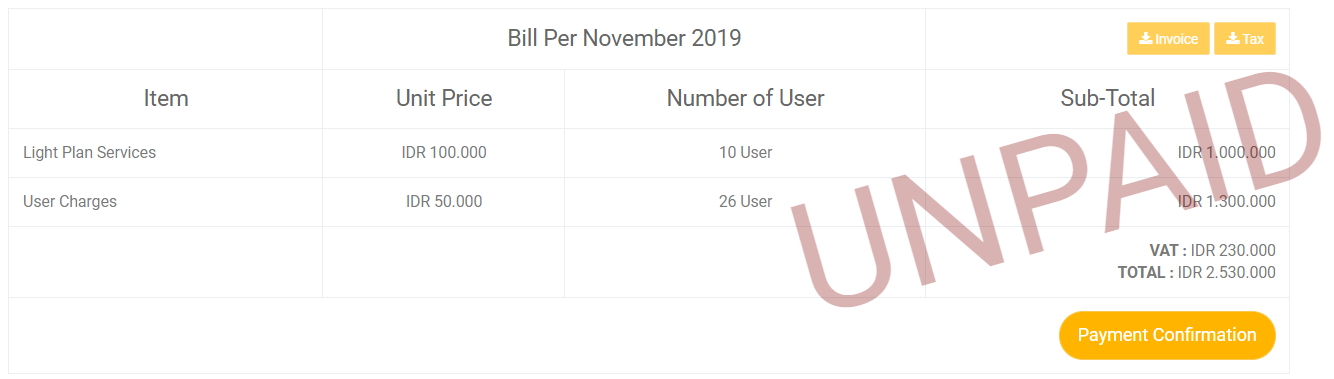 Bill Per November 2019 Invoice Tax
Item Unit Price Number of User Sub-Total
Light Plan Services IDR 100.000 10 User IDR 1.000.000
User Charges IDR 50.000 26 User IDR 1.300.000
VAT : IDR 230.000
TOTAL : IDR 2.530.000
UNPAID
Payment Confirmation